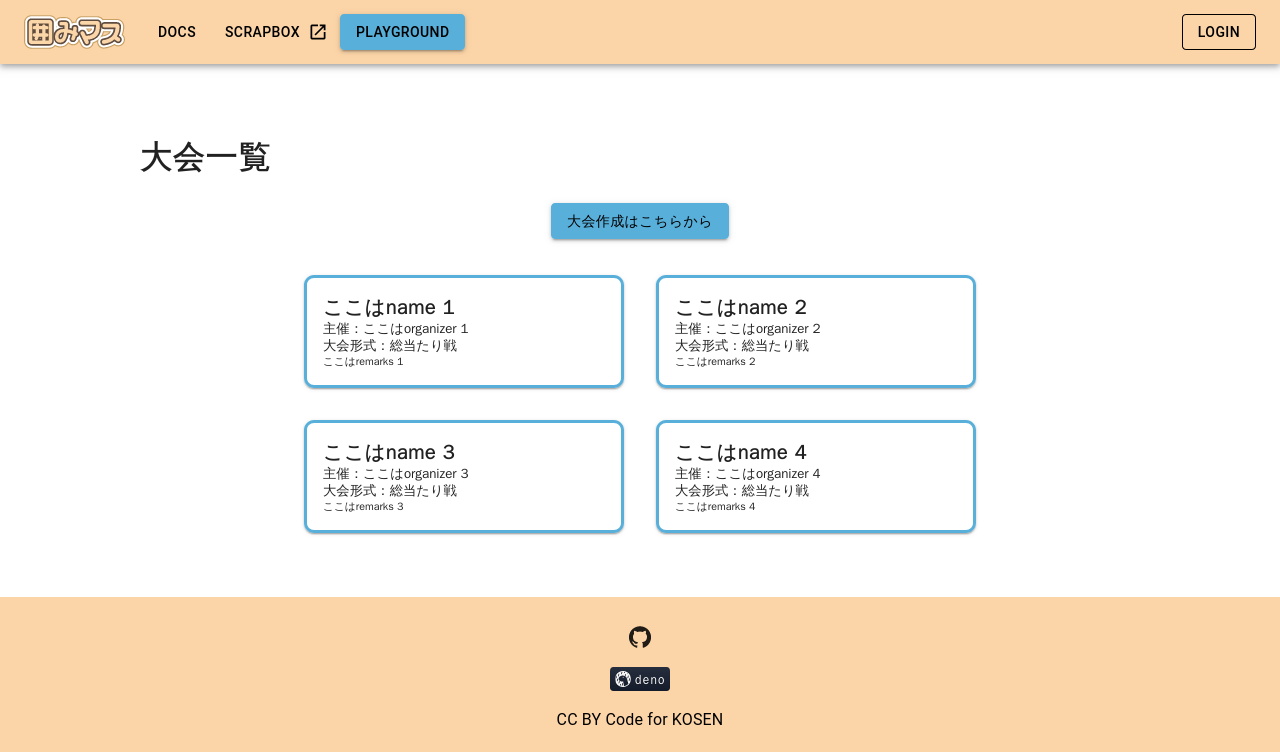 囲みマス
DOCS
SCRAPBOX
PLAYGROUND
LOGIN
大会一覧
大会作成はこちらから
ここはname 1
主催：ここはorganizer 1
大会形式：総当たり戦
ここはremarks 1
ここはname 2
主催：ここはorganizer 2
大会形式：総当たり戦
ここはremarks 2
ここはname 3
主催：ここはorganizer 3
大会形式：総当たり戦
ここはremarks 3
ここはname 4
主催：ここはorganizer 4
大会形式：総当たり戦
ここはremarks 4
deno
CC BY Code for KOSEN